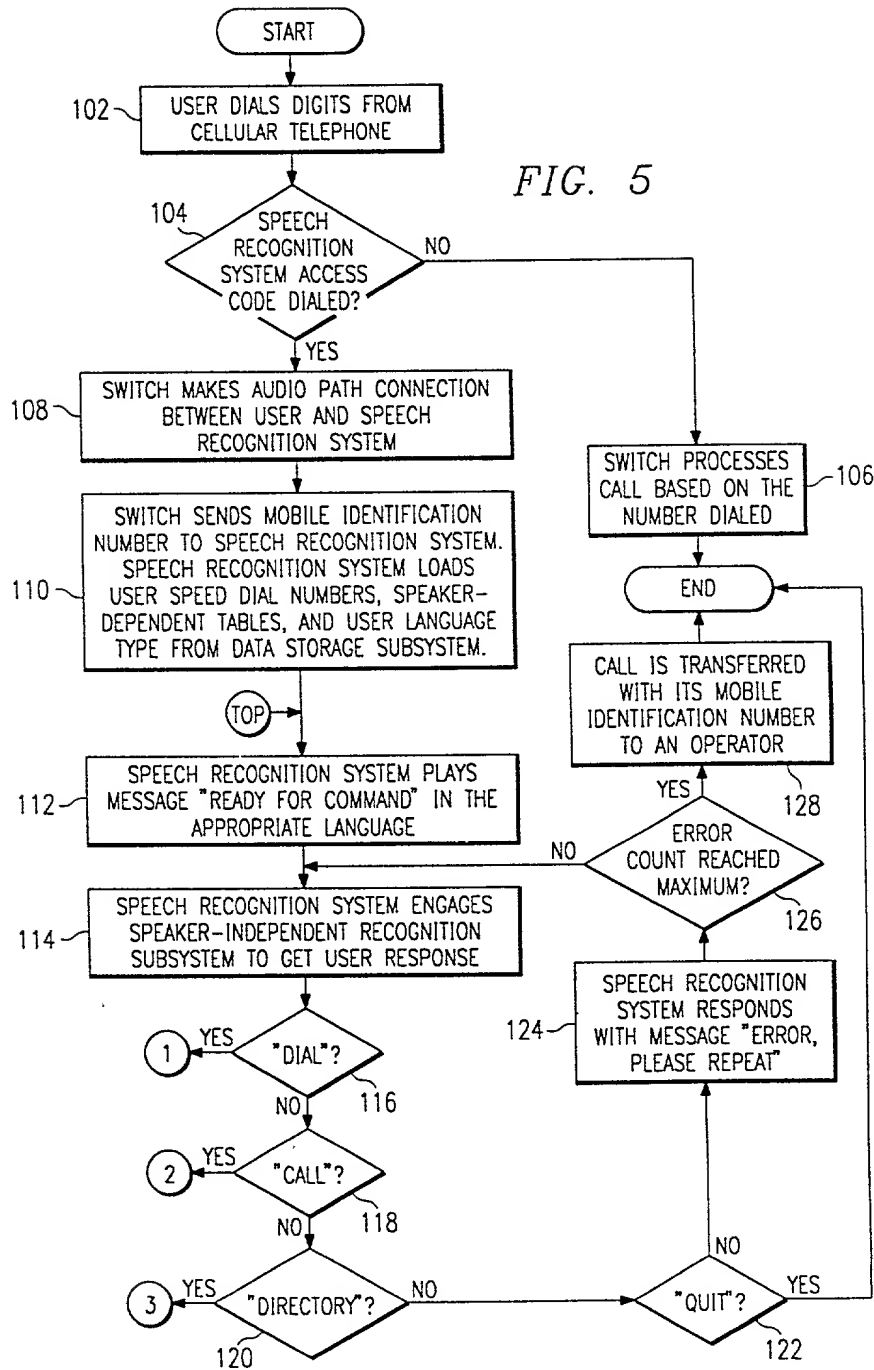 START
102
USER DIALS DIGITS FROM
CELLULAR TELEPHONE
FIG. 5
104
SPEECH
RECOGNITION
SYSTEM ACCESS
CODE DIALED?
NO
YES
108
SWITCH MAKES AUDIO PATH CONNECTION
BETWEEN USER AND SPEECH
RECOGNITION SYSTEM
SWITCH PROCESSES
CALL BASED ON THE
NUMBER DIALED
106
110
SWITCH SENDS MOBILE IDENTIFICATION
NUMBER TO SPEECH RECOGNITION SYSTEM.
SPEECH RECOGNITION SYSTEM LOADS
USER SPEED DIAL NUMBERS, SPEAKER-
DEPENDENT TABLES, AND USER LANGUAGE
TYPE FROM DATA STORAGE SUBSYSTEM.
END
CALL IS TRANSFERRED
WITH ITS MOBILE
IDENTIFICATION NUMBER
TO AN OPERATOR
128
TOP
112
SPEECH RECOGNITION SYSTEM PLAYS
MESSAGE "READY FOR COMMAND" IN THE
APPROPRIATE LANGUAGE
YES
ERROR
COUNT REACHED
MAXIMUM?
NO
126
114
SPEECH RECOGNITION SYSTEM ENGAGES
SPEAKER-INDEPENDENT RECOGNITION
SUBSYSTEM TO GET USER RESPONSE
124
SPEECH RECOGNITION
SYSTEM RESPONDS
WITH MESSAGE "ERROR,
PLEASE REPEAT"
1
YES
"DIAL"?
116
NO
2
YES
"CALL"?
118
NO
3
YES
"DIRECTORY"?
120
NO
NO
"QUIT"?
YES
122